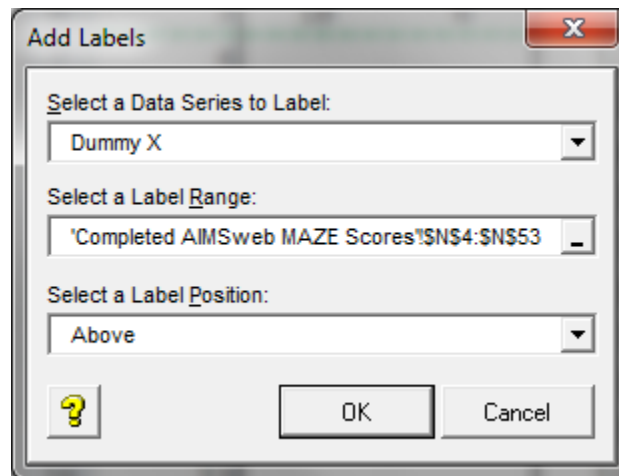 Add Labels
Select a Data Series to Label:
Dummy X
Select a Label Range:
'Completed AIMSweb MAZE Scores'!$N$4:$N$53
Select a Label Position:
Above
OK
Cancel